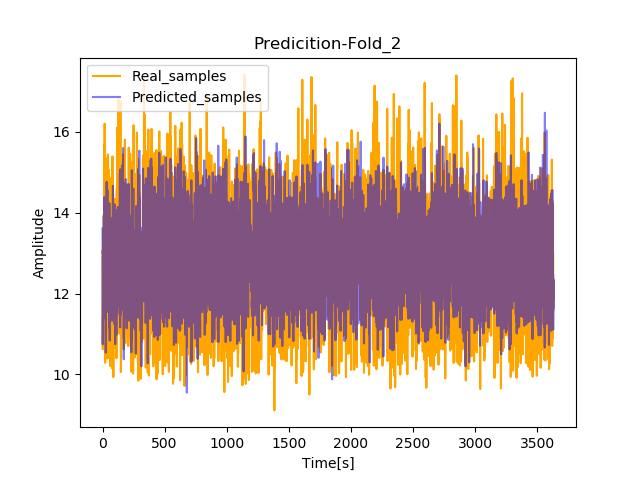 Predicition-Fold_2
Real_samples
Predicted_samples
16
14
12
10
Amplitude
0 500 1000 1500 2000 2500 3000 3500
Time[s]